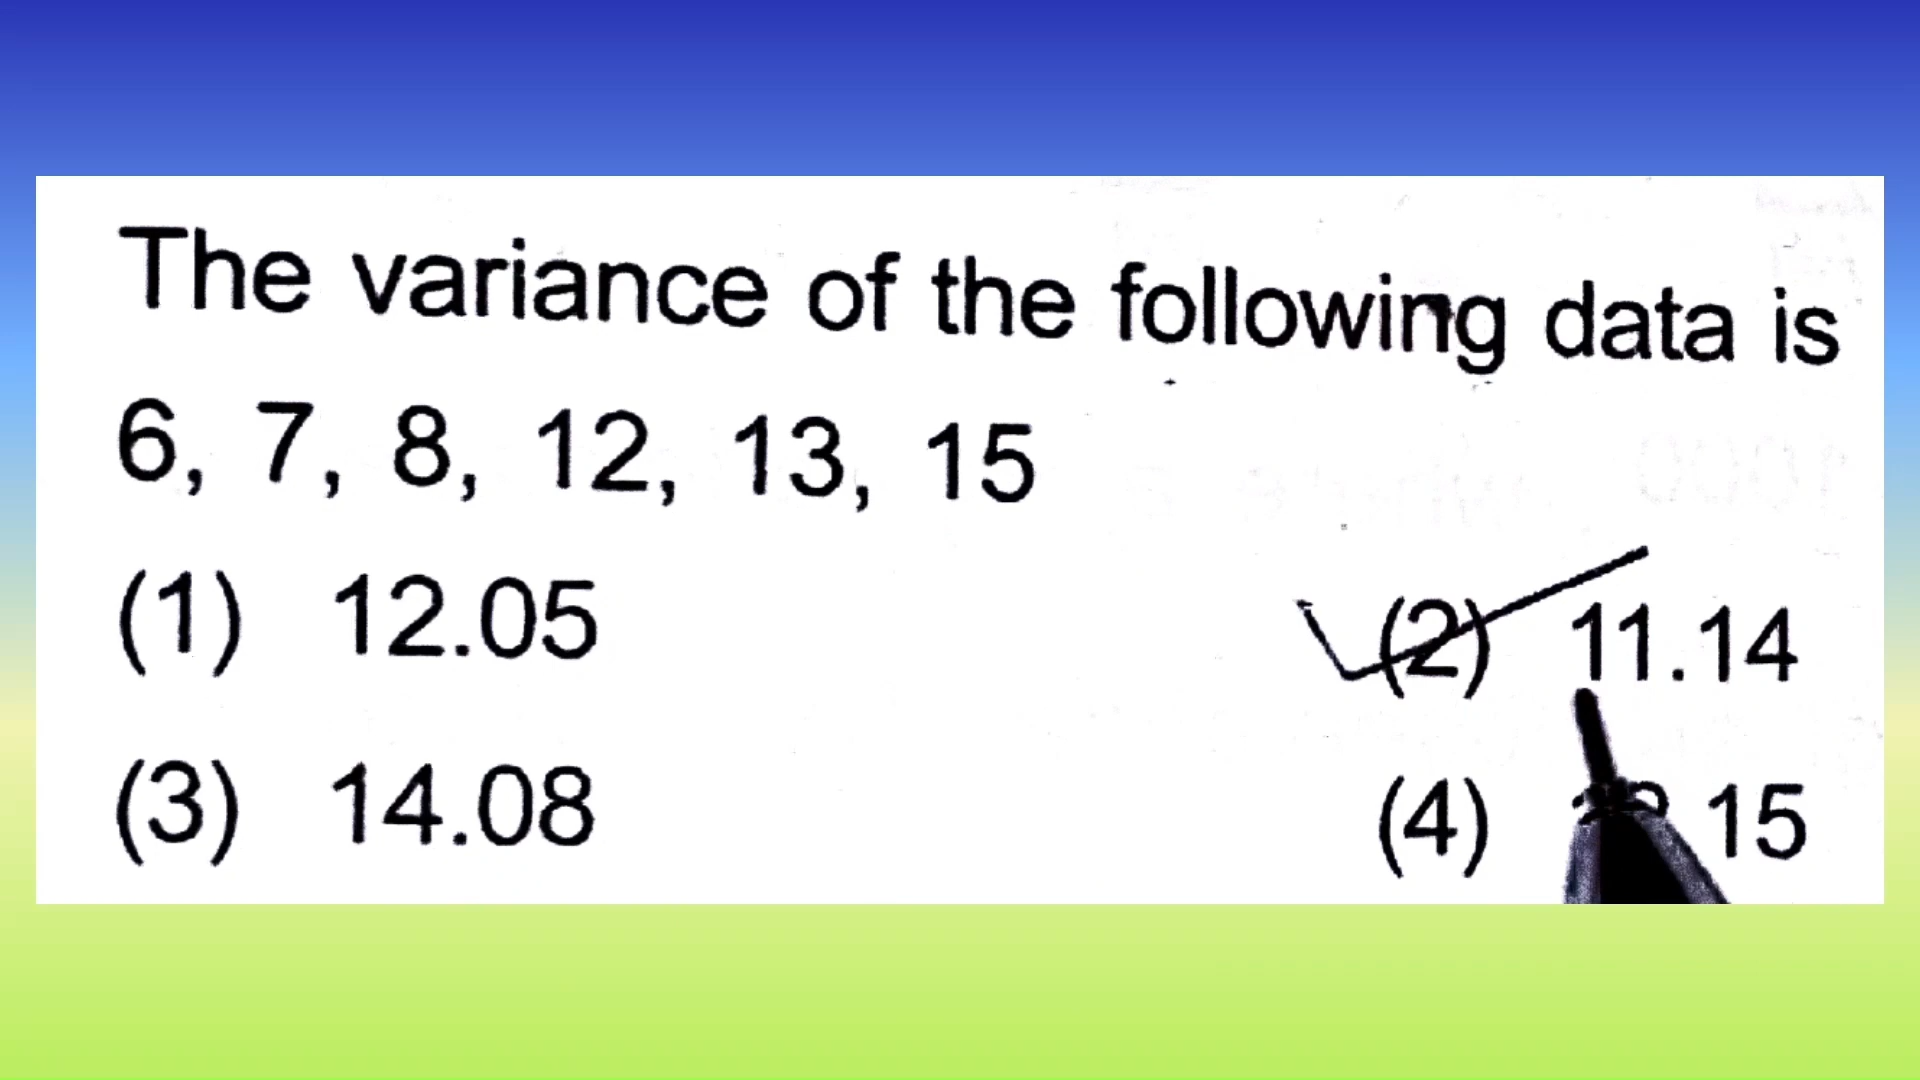 The variance of the following data is
6, 7, 8, 12, 13, 15
(1) 12.05 (2) 11.14
(3) 14.08 (4) 15